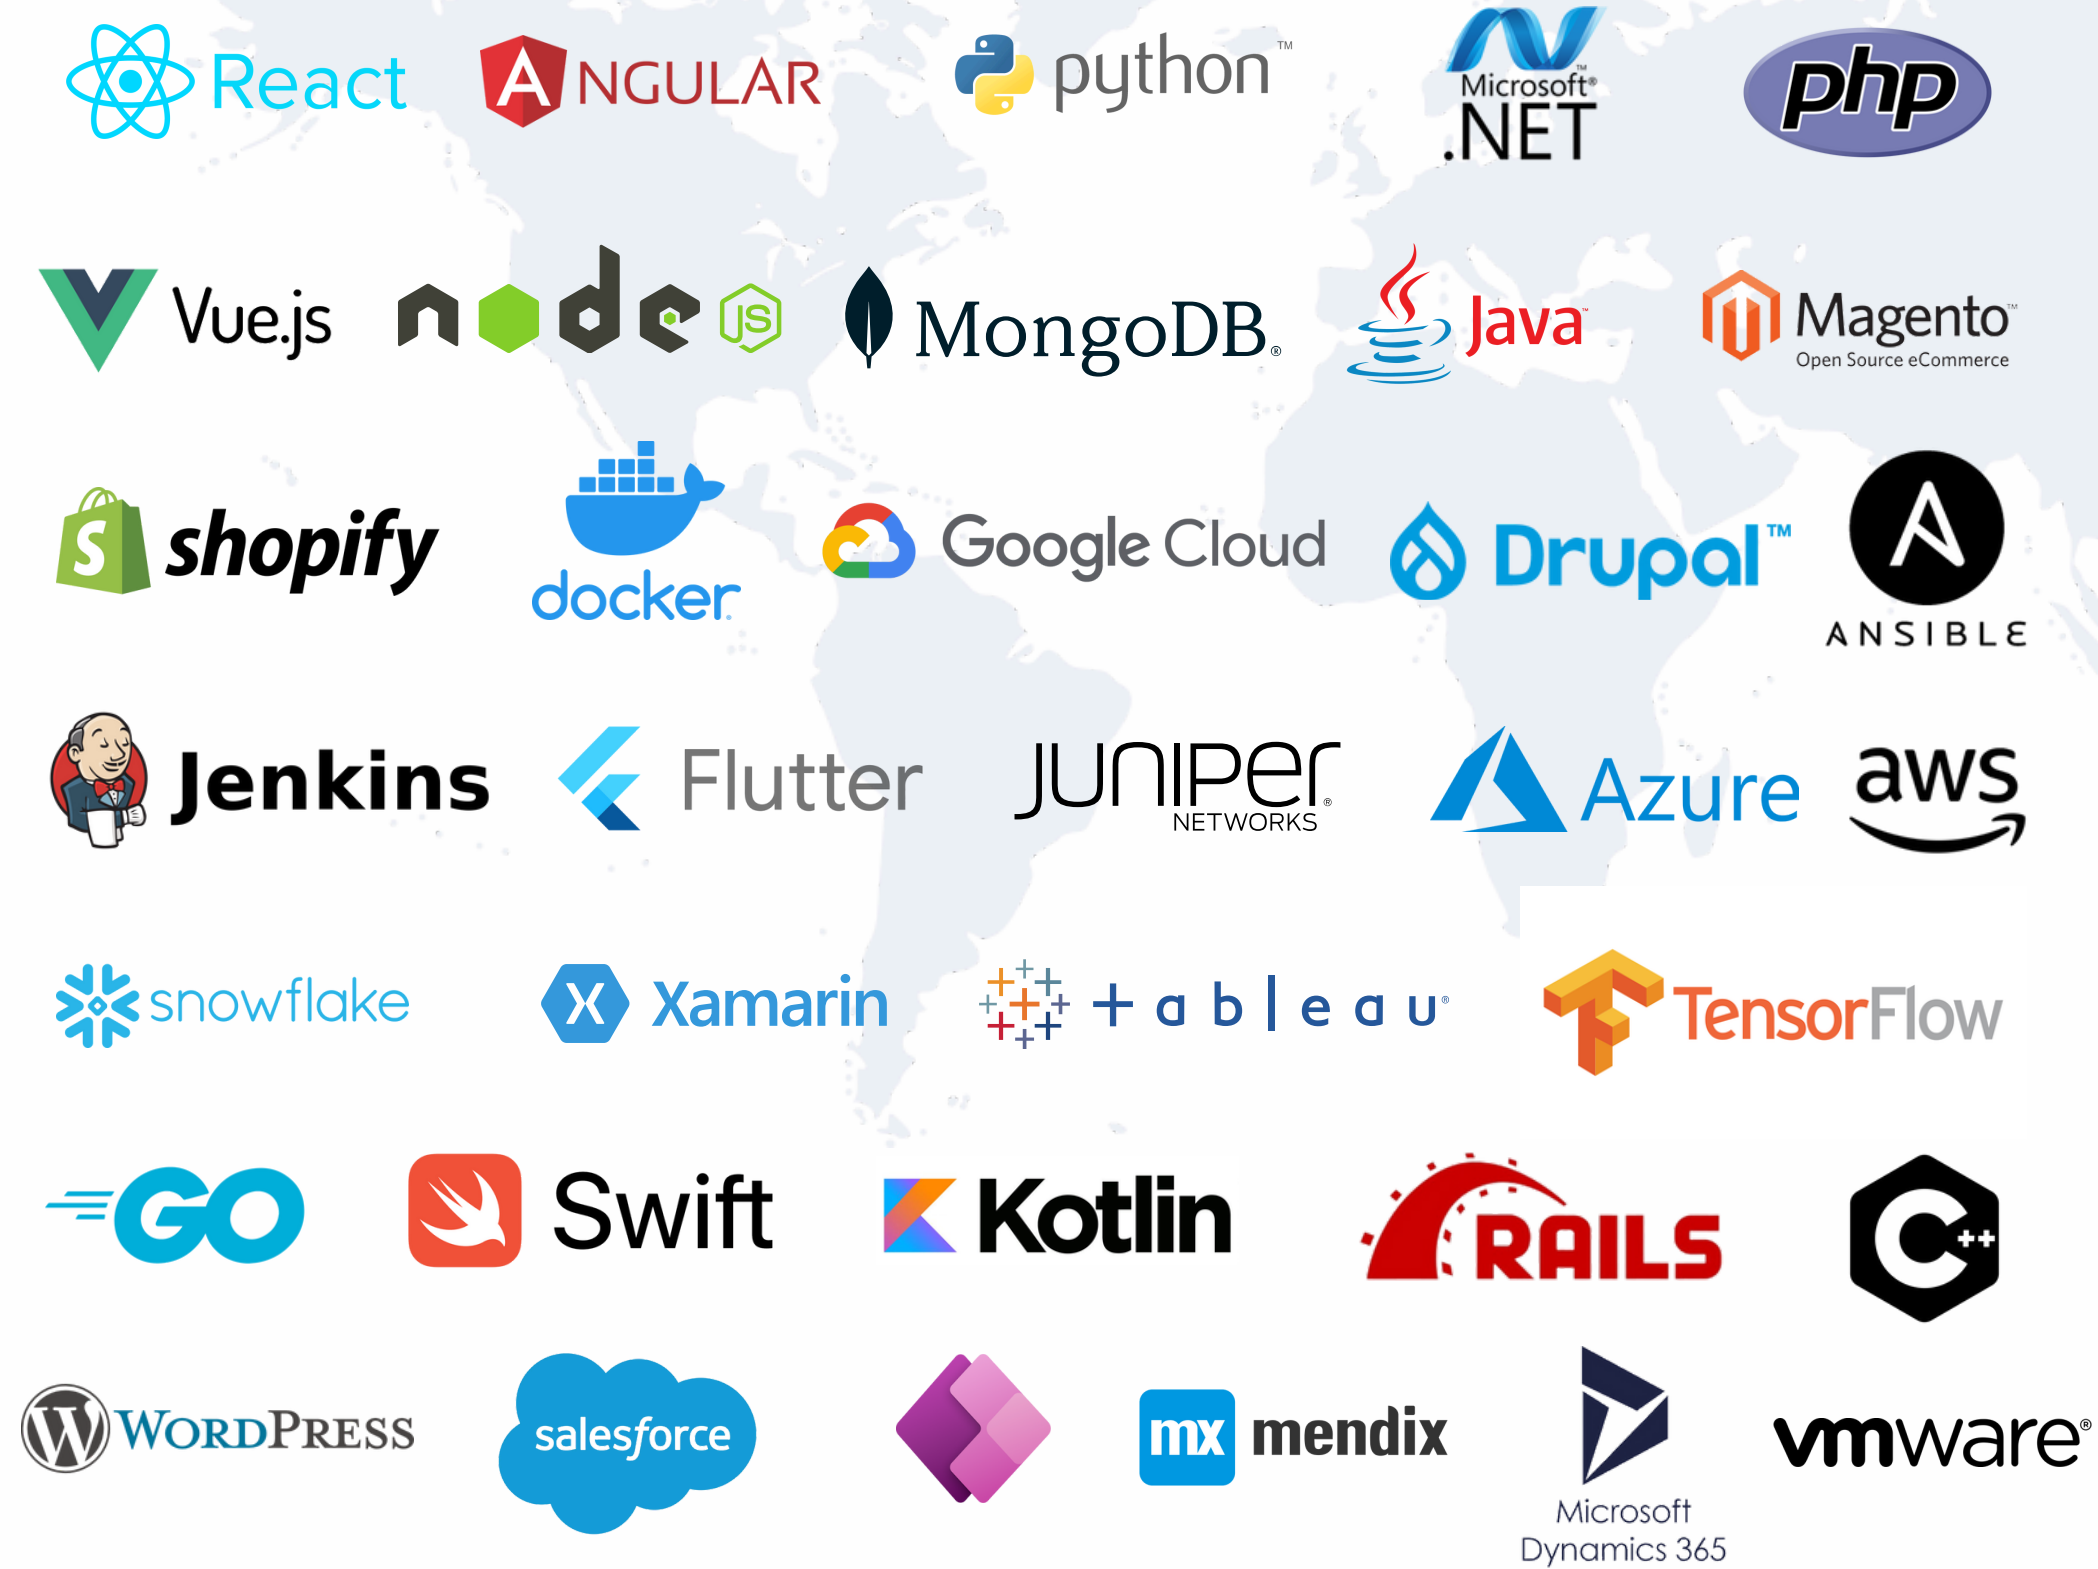 React
ANGULAR
python™
Microsoft®
.NET
php
Vue.js
node
JS
MongoDB®
Java™
Magento™
Open Source eCommerce
S
shopify
docker
Google Cloud
Drupal™
A
ANSIBLE
Jenkins
Flutter
JUNIPER®
NETWORKS
Azure
aws
snowflake
X
Xamarin
+ableau®
TensorFlow
GO
Swift
Kotlin
RAILS
C++
W
WORDPRESS
salesforce
mx
mendix
Microsoft
Dynamics 365
vmware®